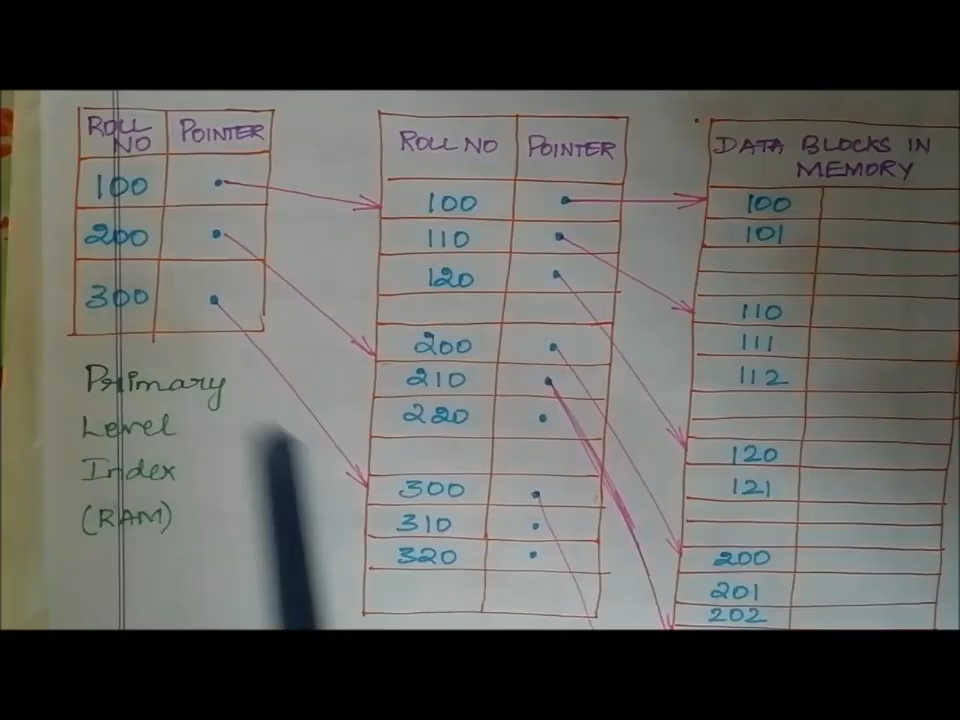 ROLL NO POINTER
100
200
300
Primary
Level
Index
(RAM)
ROLL NO POINTER
100
110
120
200
210
220
300
310
320
DATA BLOCKS IN
MEMORY
100
101
110
111
112
120
121
200
201
202